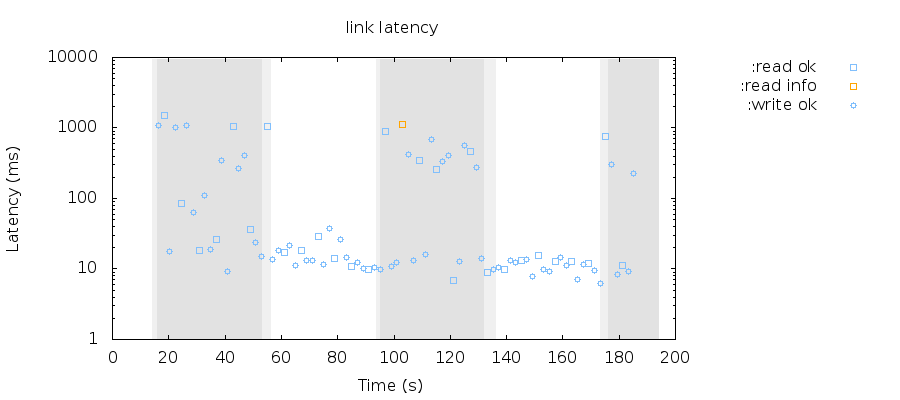 link latency
:read ok
:read info
:write ok
10000
1000
100
10
1
Latency (ms)
0 20 40 60 80 100 120 140 160 180 200
Time (s)